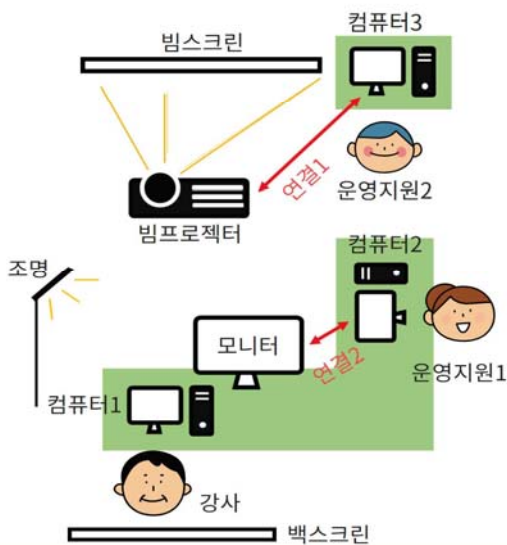 컴퓨터3
빔스크린
연결1
운영지원2
빔프로젝터
컴퓨터2
조명
모니터
연결2
운영지원1
컴퓨터1
강사
백스크린